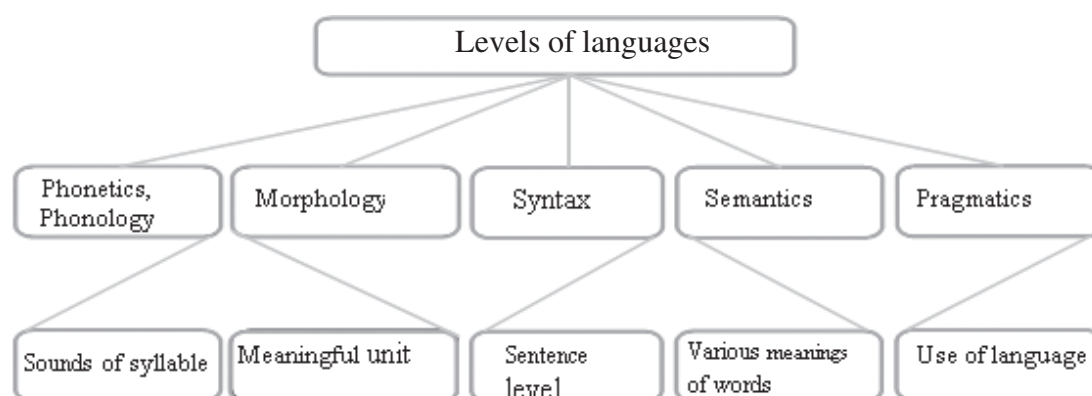 Levels of languages
Phonetics,
Phonology
Morphology
Syntax
Semantics
Pragmatics
Sounds of syllable
Meaningful unit
Sentence
level
Various meanings
of words
Use of language